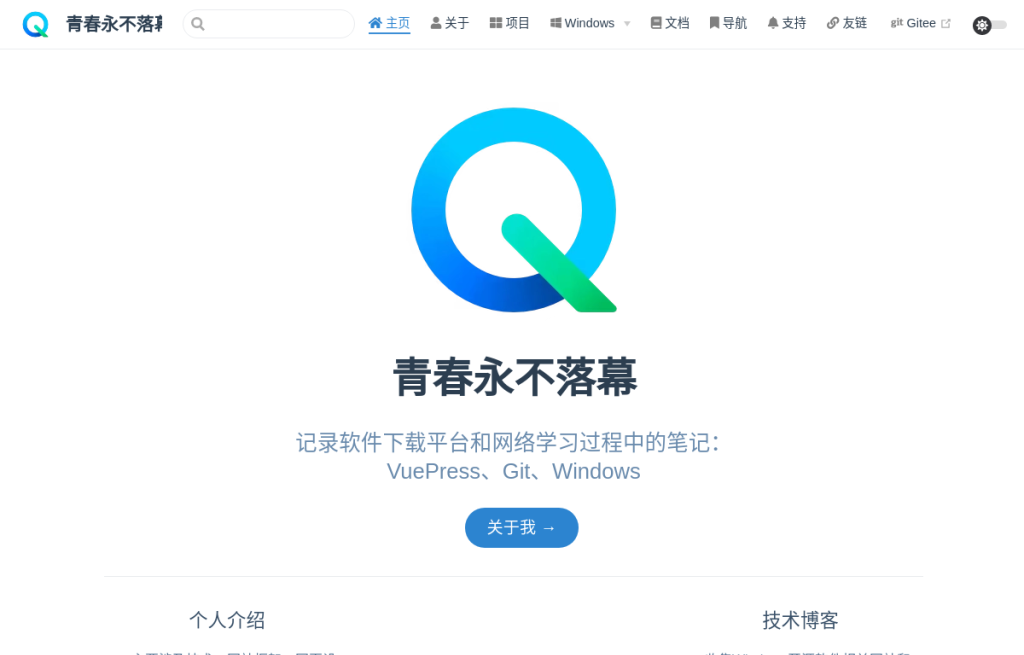 青春永不落幕
主页 关于 项目 Windows 文档 导航 支持 友链 git Gitee
青春永不落幕
记录软件下载平台和网络学习过程中的笔记：
VuePress、Git、Windows
关于我 →
个人介绍 技术博客